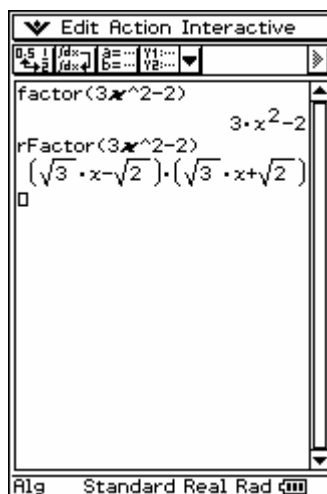 Edit Action Interactive
factor(3x^2-2)
3·x²-2
rFactor(3x^2-2)
(√3·x-√2)·(√3·x+√2)
Alg Standard Real Rad